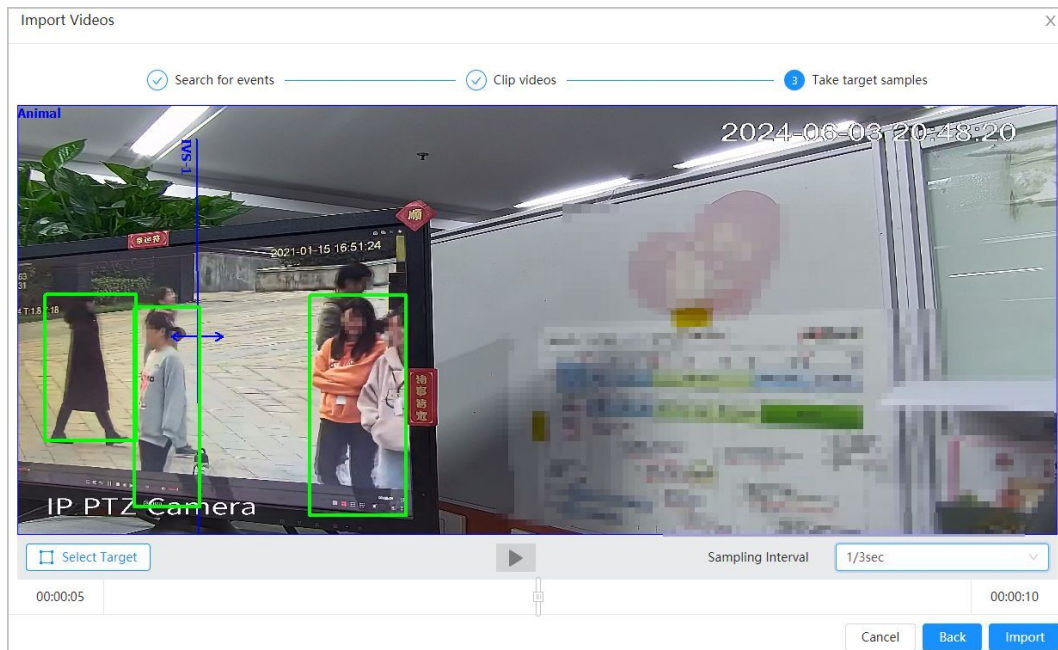 Import Videos
Search for events
Clip videos
3 Take target samples
Animal
IVS-1
2024-06-03 20:48:20
順
2021-01-15 16:51:24
IP PTZ Camera
Select Target
Sampling Interval
1/3sec
00:00:05
00:00:10
Cancel
Back
Import